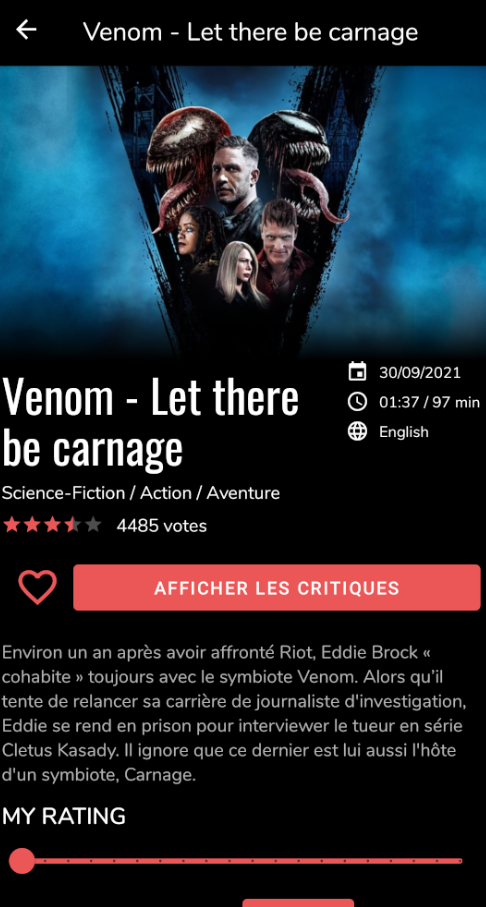 Venom - Let there be carnage
30/09/2021
01:37 / 97 min
English
Venom - Let there
be carnage
Science-Fiction / Action / Aventure
4485 votes
AFFICHER LES CRITIQUES
Environ un an après avoir affronté Riot, Eddie Brock «
cohabite » toujours avec le symbiote Venom. Alors qu'il
tente de relancer sa carrière de journaliste d'investigation,
Eddie se rend en prison pour interviewer le tueur en série
Cletus Kasady. Il ignore que ce dernier est lui aussi l'hôte
d'un symbiote, Carnage.
MY RATING